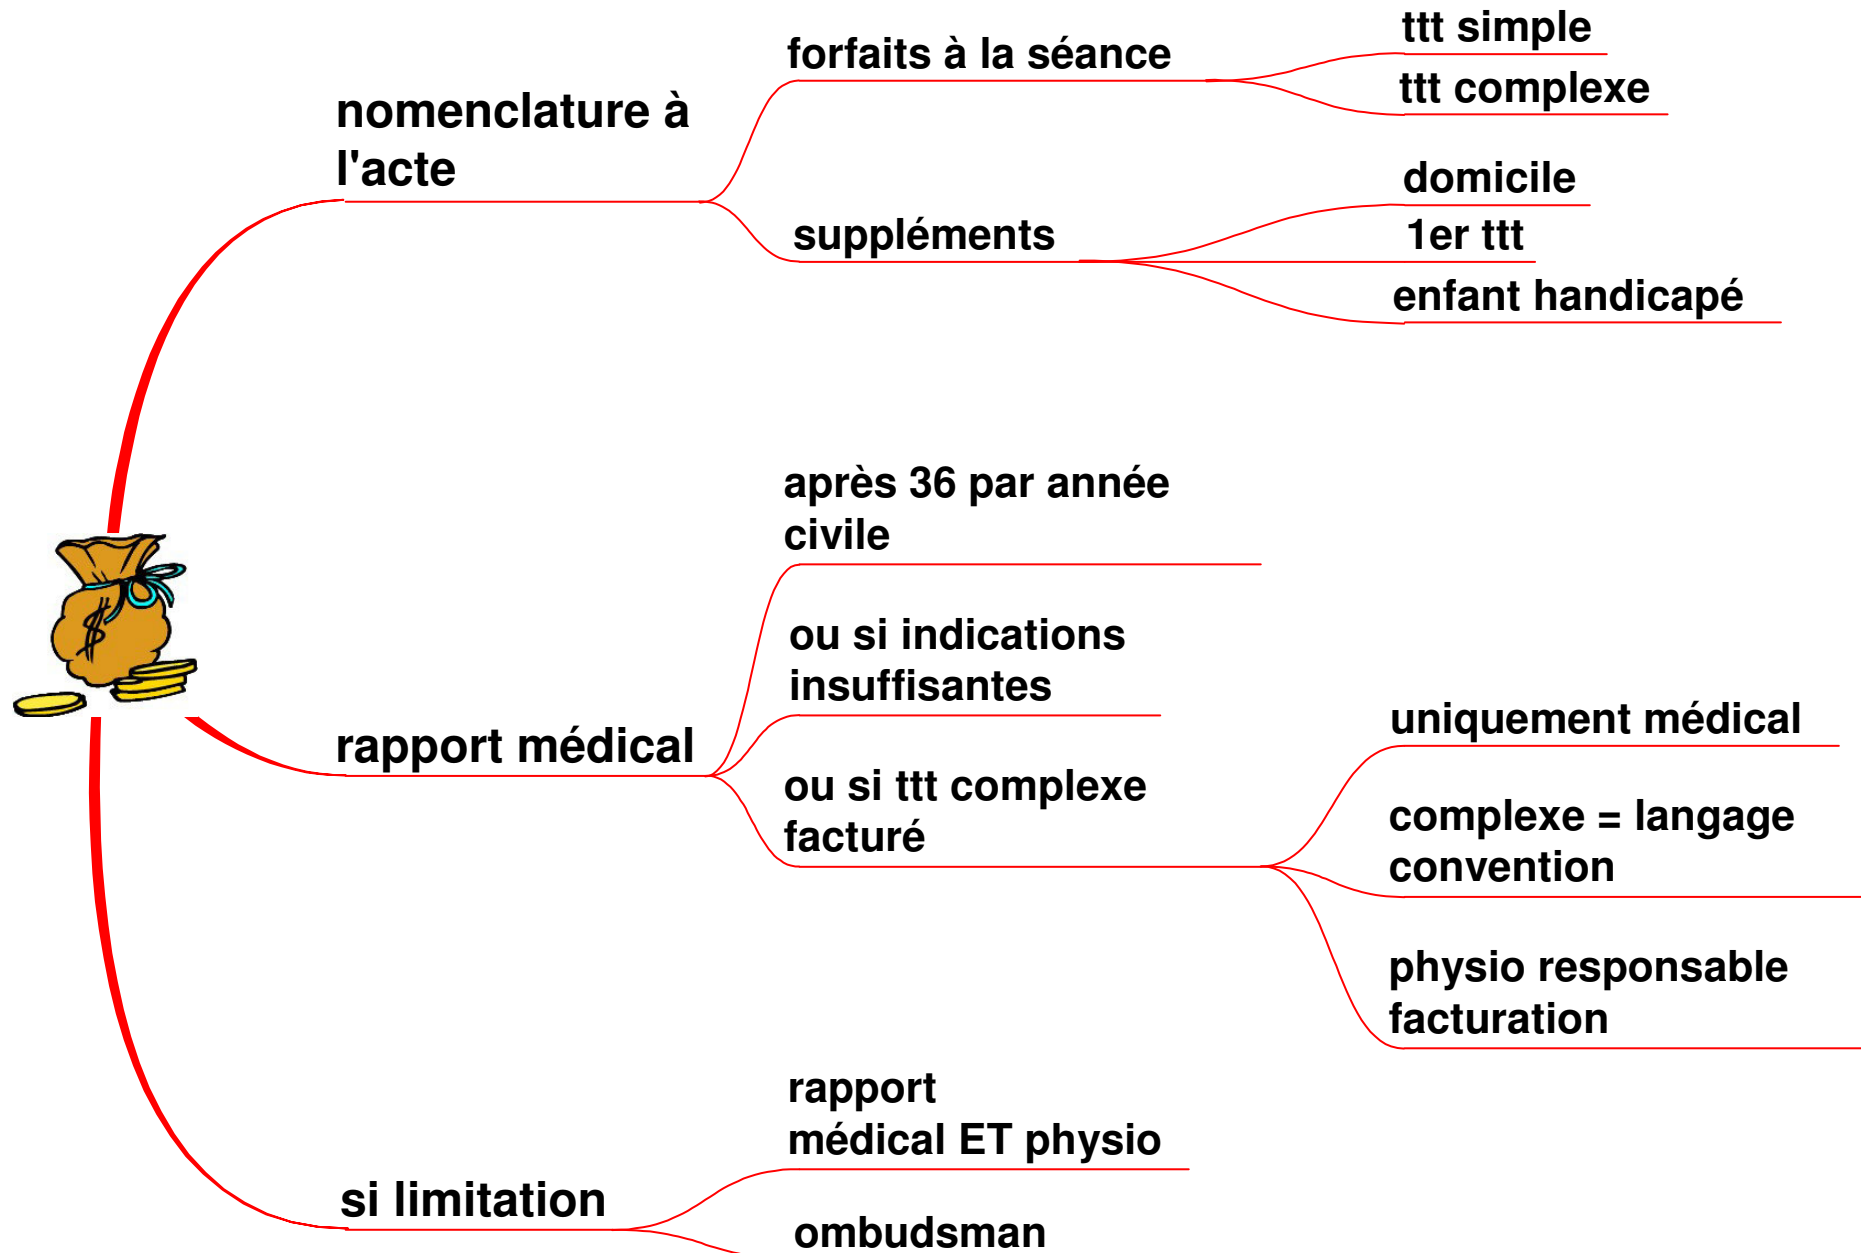 nomenclature à
l'acte
forfaits à la séance
ttt simple
ttt complexe
suppléments
domicile
1er ttt
enfant handicapé
rapport médical
après 36 par année
civile
ou si indications
insuffisantes
ou si ttt complexe
facturé
uniquement médical
complexe = langage
convention
physio responsable
facturation
si limitation
rapport
médical ET physio
ombudsman
$